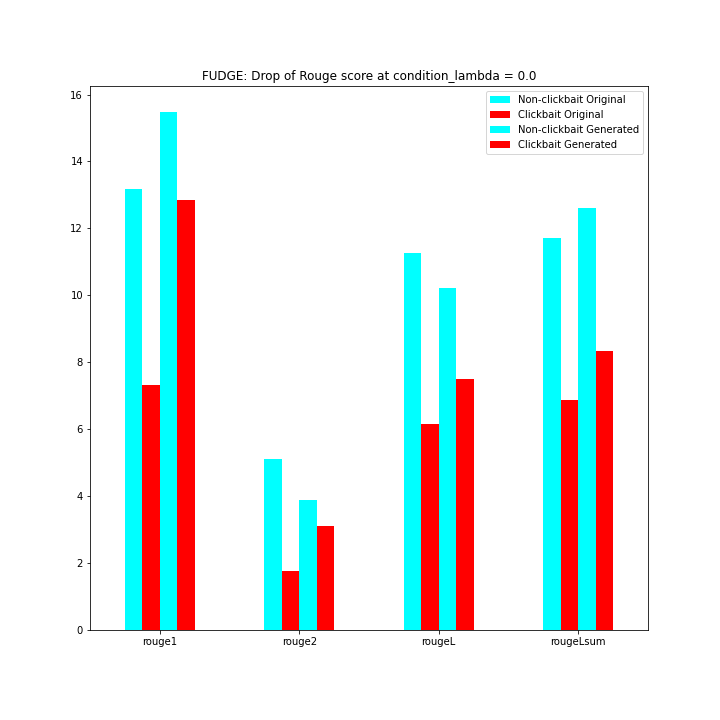 FUDGE: Drop of Rouge score at condition_lambda = 0.0
Non-clickbait Original
Clickbait Original
Non-clickbait Generated
Clickbait Generated
16
14
12
10
8
6
4
2
0
rouge1 rouge2 rougeL rougeLsum